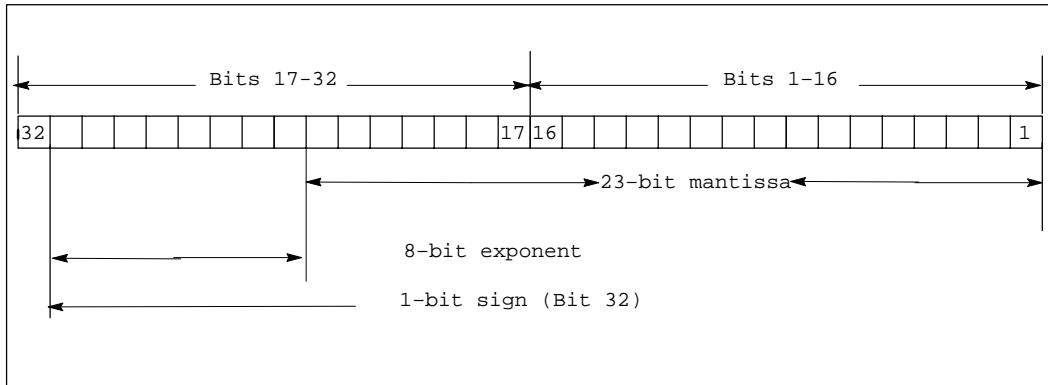 Bits 17-32 Bits 1-16
32 17 16 1
23-bit mantissa
8-bit exponent
1-bit sign (Bit 32)